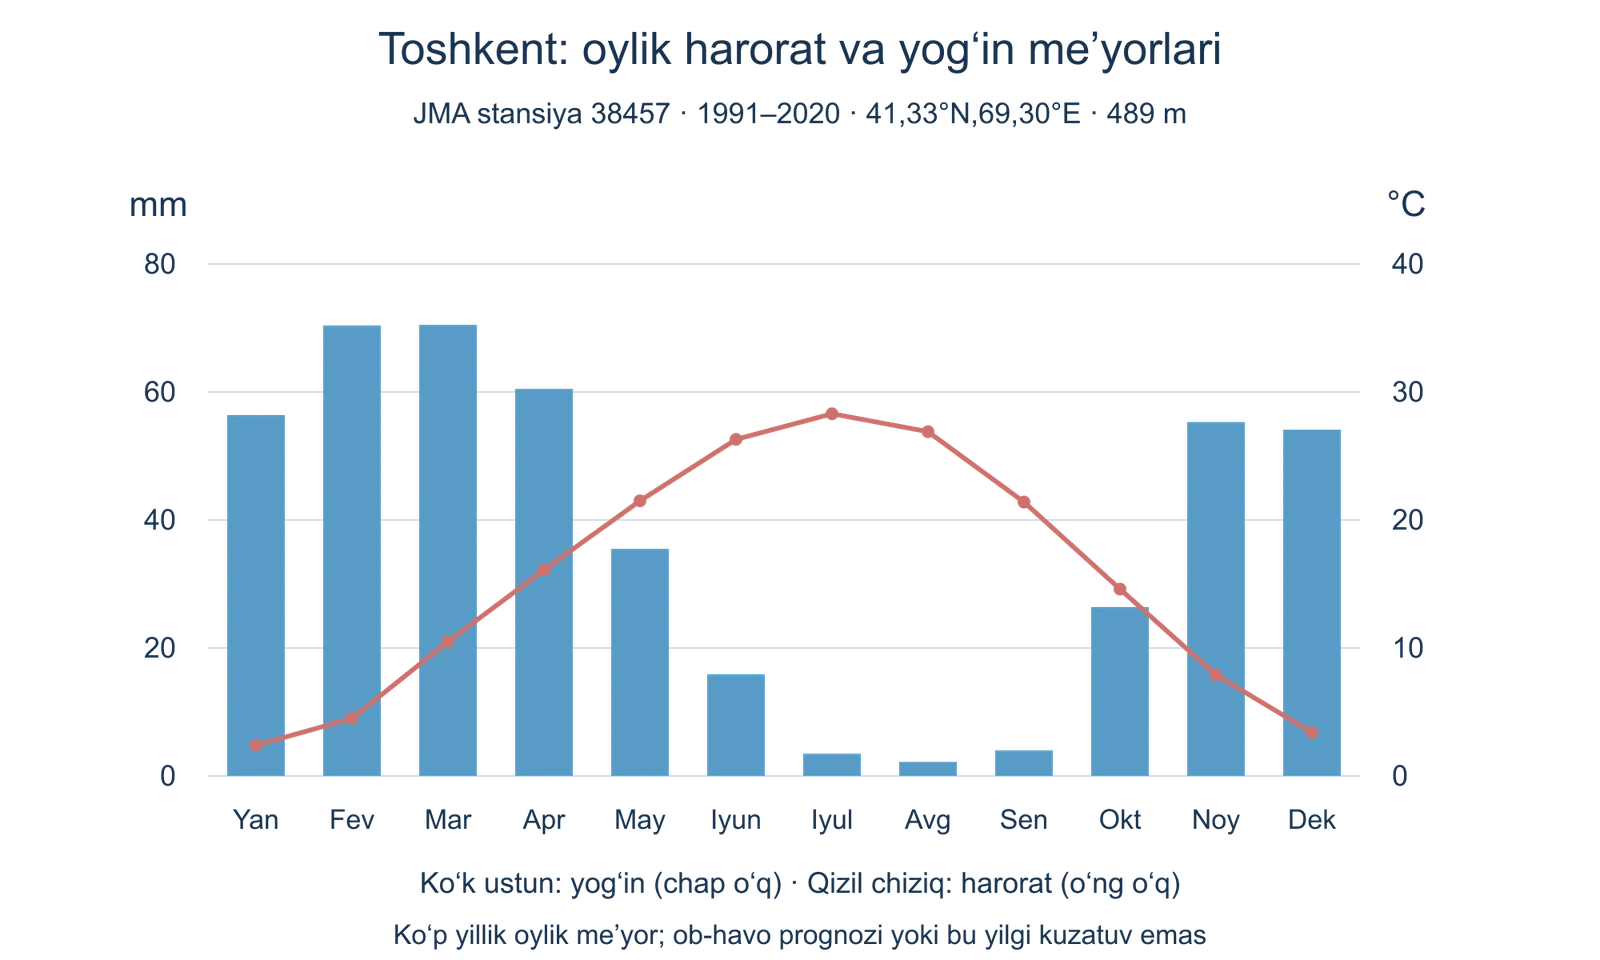 Toshkent: oylik harorat va yog‘in me’yorlari
JMA stansiya 38457 · 1991–2020 · 41,33°N,69,30°E · 489 m
mm °C
80 40
60 30
40 20
20 10
0 0
Yan Fev Mar Apr May Iyun Iyul Avg Sen Okt Noy Dek
Ko‘k ustun: yog‘in (chap o‘q) · Qizil chiziq: harorat (o‘ng o‘q)
Ko‘p yillik oylik me’yor; ob-havo prognozi yoki bu yilgi kuzatuv emas